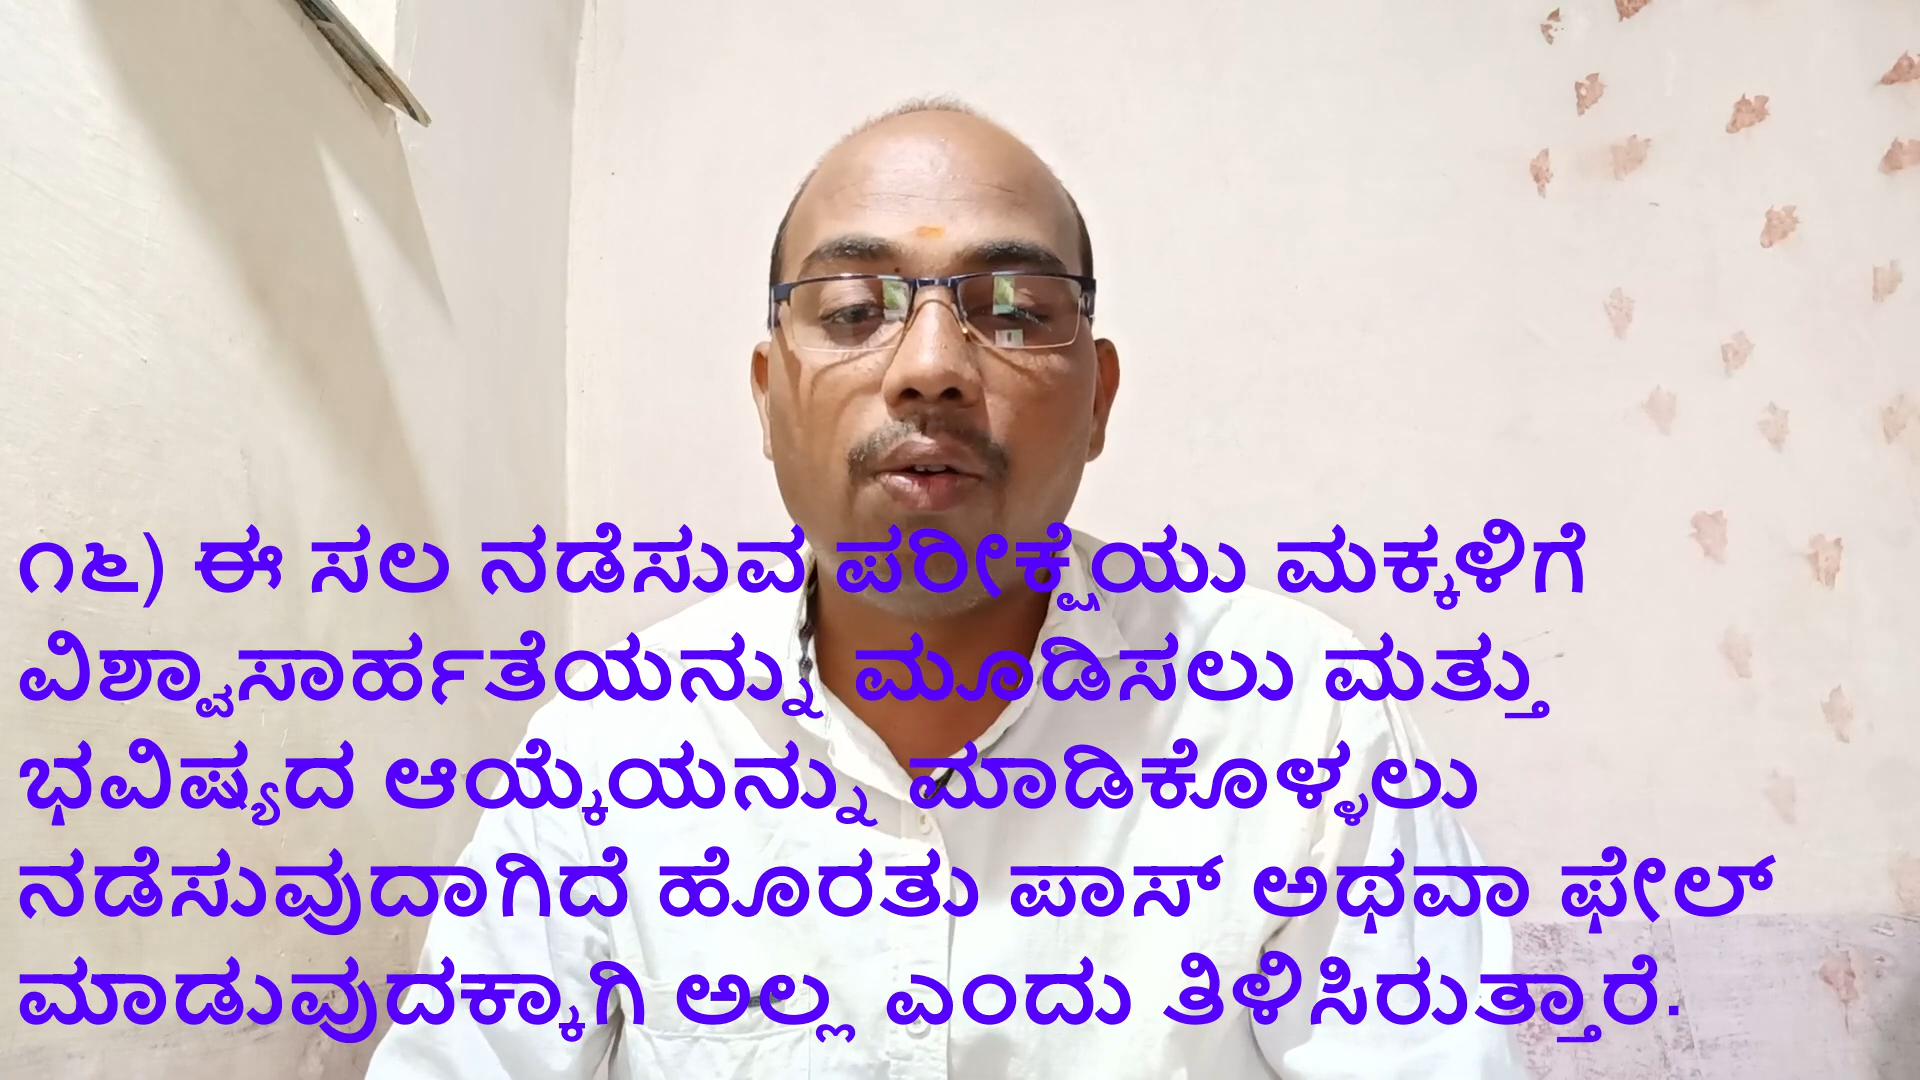 ೧೬) ಈ ಸಲ ನಡೆಸುವ ಪರೀಕ್ಷೆಯು ಮಕ್ಕಳಿಗೆ
ವಿಶ್ವಾಸಾರ್ಹತೆಯನ್ನು ಮೂಡಿಸಲು ಮತ್ತು
ಭವಿಷ್ಯದ ಆಯ್ಕೆಯನ್ನು ಮಾಡಿಕೊಳ್ಳಲು
ನಡೆಸುವುದಾಗಿದೆ ಹೊರತು ಪಾಸ್ ಅಥವಾ ಫೇಲ್
ಮಾಡುವುದಕ್ಕಾಗಿ ಅಲ್ಲ ಎಂದು ತಿಳಿಸಿರುತ್ತಾರೆ.